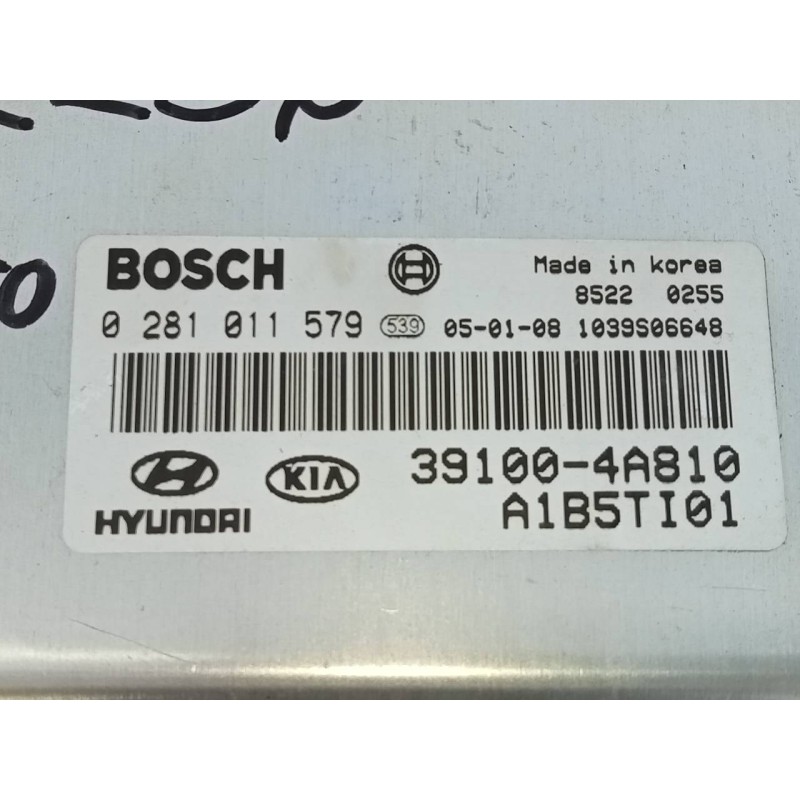 BOSCH Made in korea
8522 0255
0 281 011 579 539 05-01-08 1039S06648
HYUNDAI KIA 39100-4A810
A1B5TI01